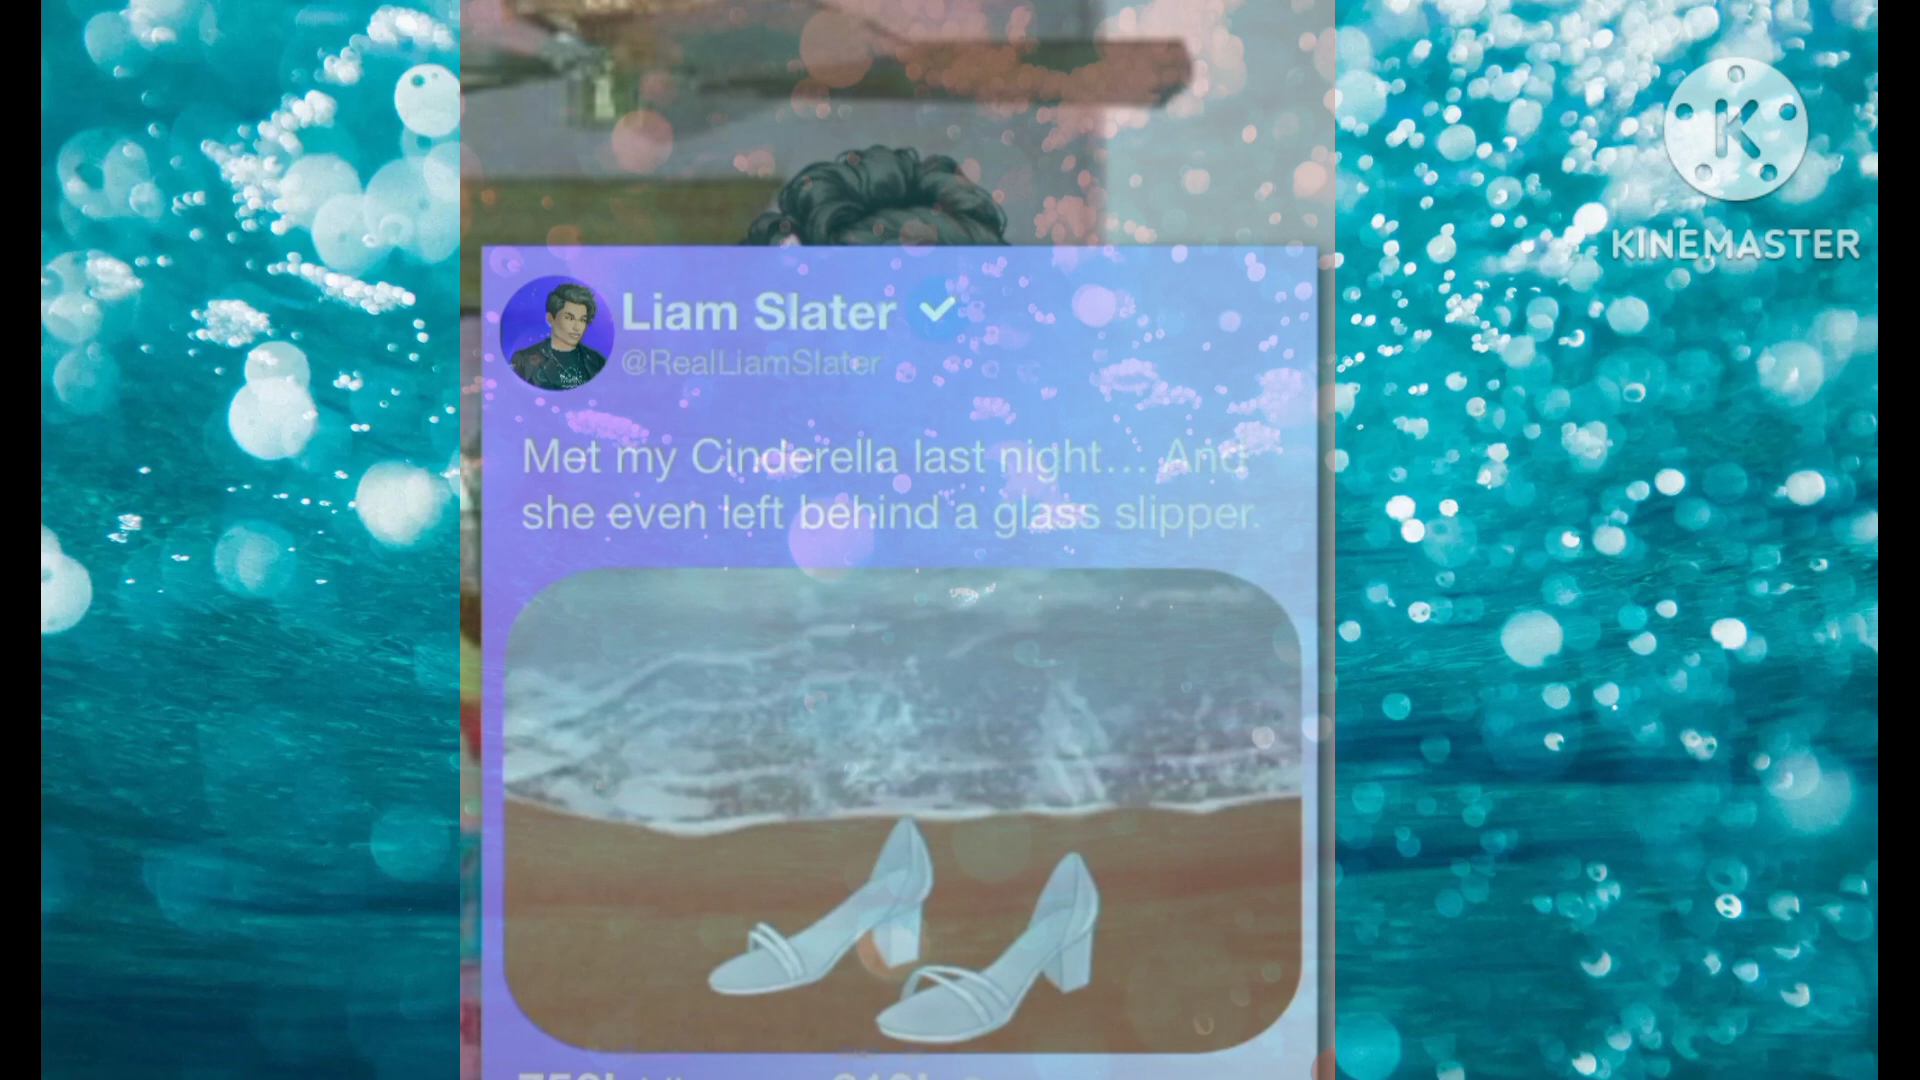 K
KINEMASTER
Liam Slater
@RealLiamSlater
Met my Cinderella last night... And
she even left behind a glass slipper.